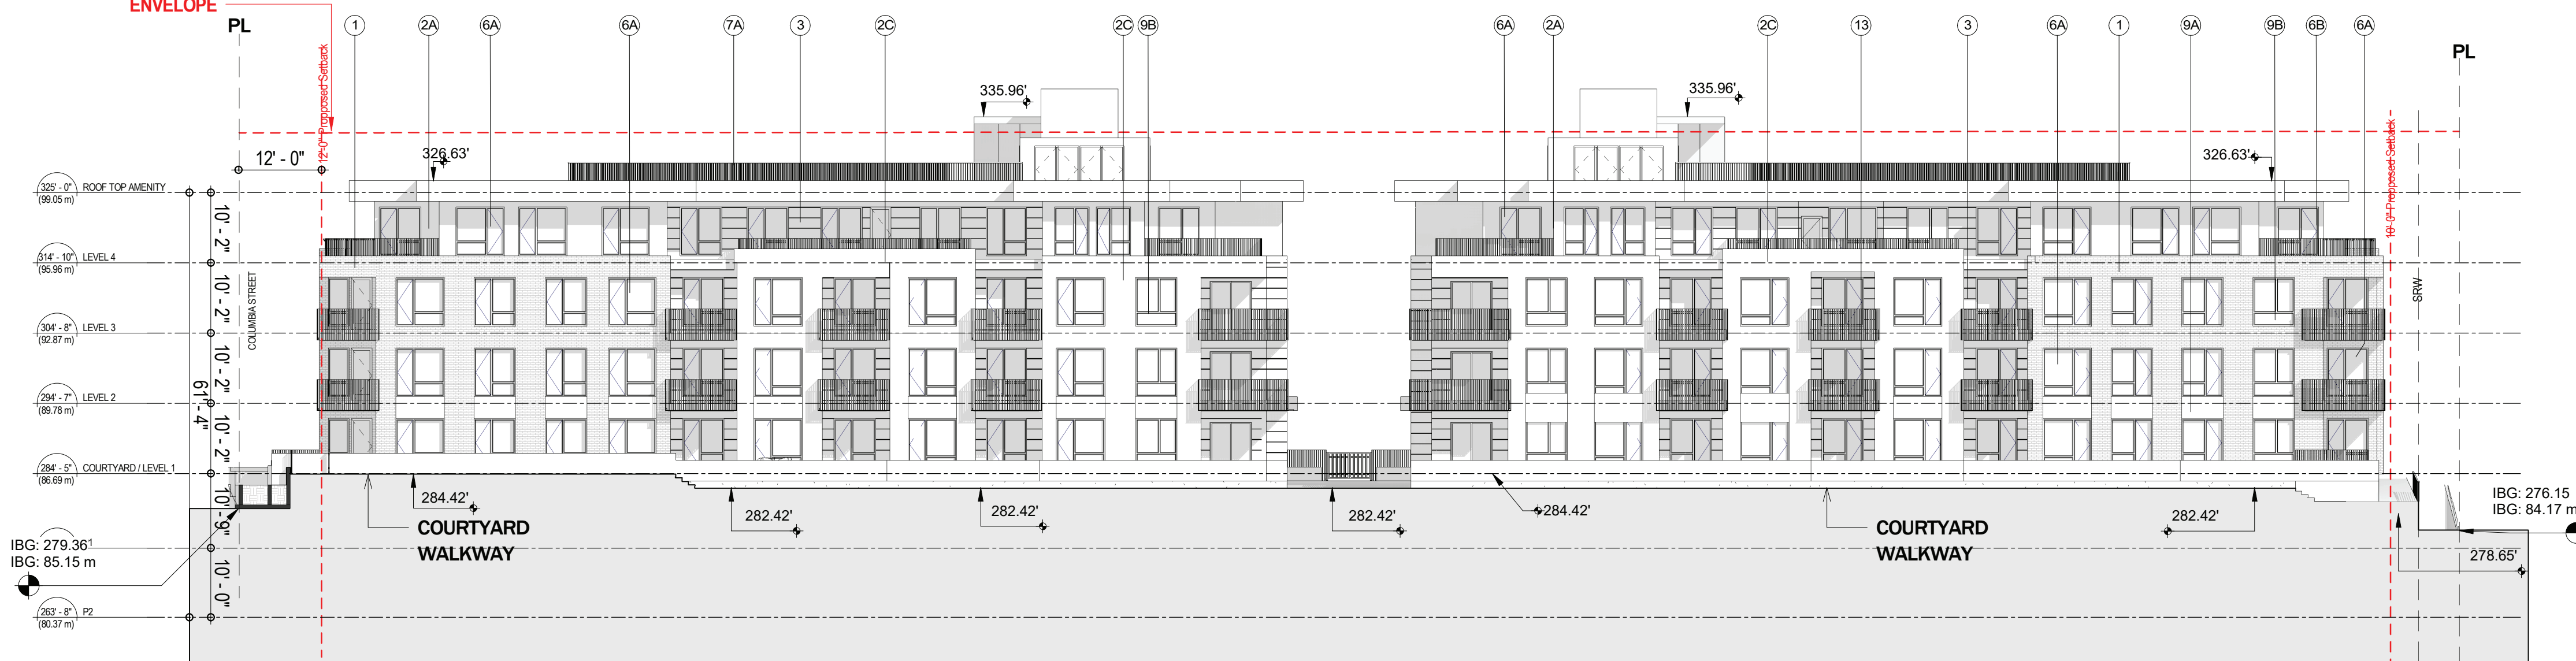 ENVELOPE
PL
1
2A
6A
6A
7A
3
2C
2C
9B
6A
2A
2C
13
3
6A
1
9A
9B
6B
6A
PL
12'-0" Propposed Setback
335.96'
335.96'
12' - 0"
326.63'
326.63'
10'-0" Propposed Setback
325' - 0"
ROOF TOP AMENITY
(99.05 m)
10' - 2"
314' - 10"
LEVEL 4
(95.96 m)
COLUMBIA STREET
10' - 2"
SRW
304' - 8"
LEVEL 3
(92.87 m)
10' - 2"
61' - 4"
294' - 7"
LEVEL 2
(89.78 m)
10' - 2"
284' - 5"
COURTYARD / LEVEL 1
(86.69 m)
10' - 9"
284.42'
282.42'
282.42'
282.42'
284.42'
282.42'
IBG: 276.15
IBG: 84.17 m
COURTYARD
WALKWAY
COURTYARD
WALKWAY
IBG: 279.36
IBG: 85.15 m
278.65'
10' - 0"
263' - 8"
P2
(80.37 m)